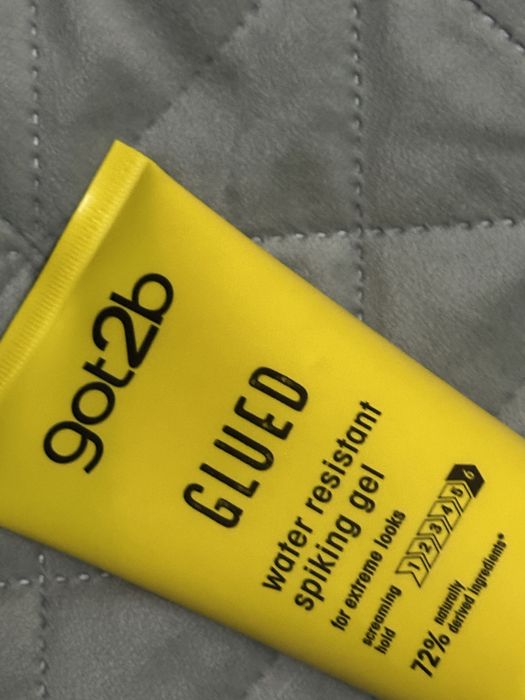 got2b
GLUED
water resistant
spiking gel
for extreme looks
screaming
hold
1 2 3 4 5 6
72% naturally
derived ingredients*